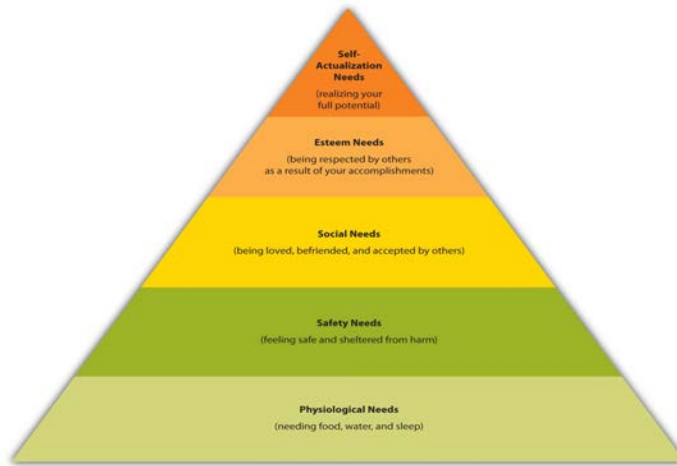 Self-
Actualization
Needs
(realizing your
full potential)
Esteem Needs
(being respected by others
as a result of your accomplishments)
Social Needs
(being loved, befriended, and accepted by others)
Safety Needs
(feeling safe and sheltered from harm)
Physiological Needs
(needing food, water, and sleep)